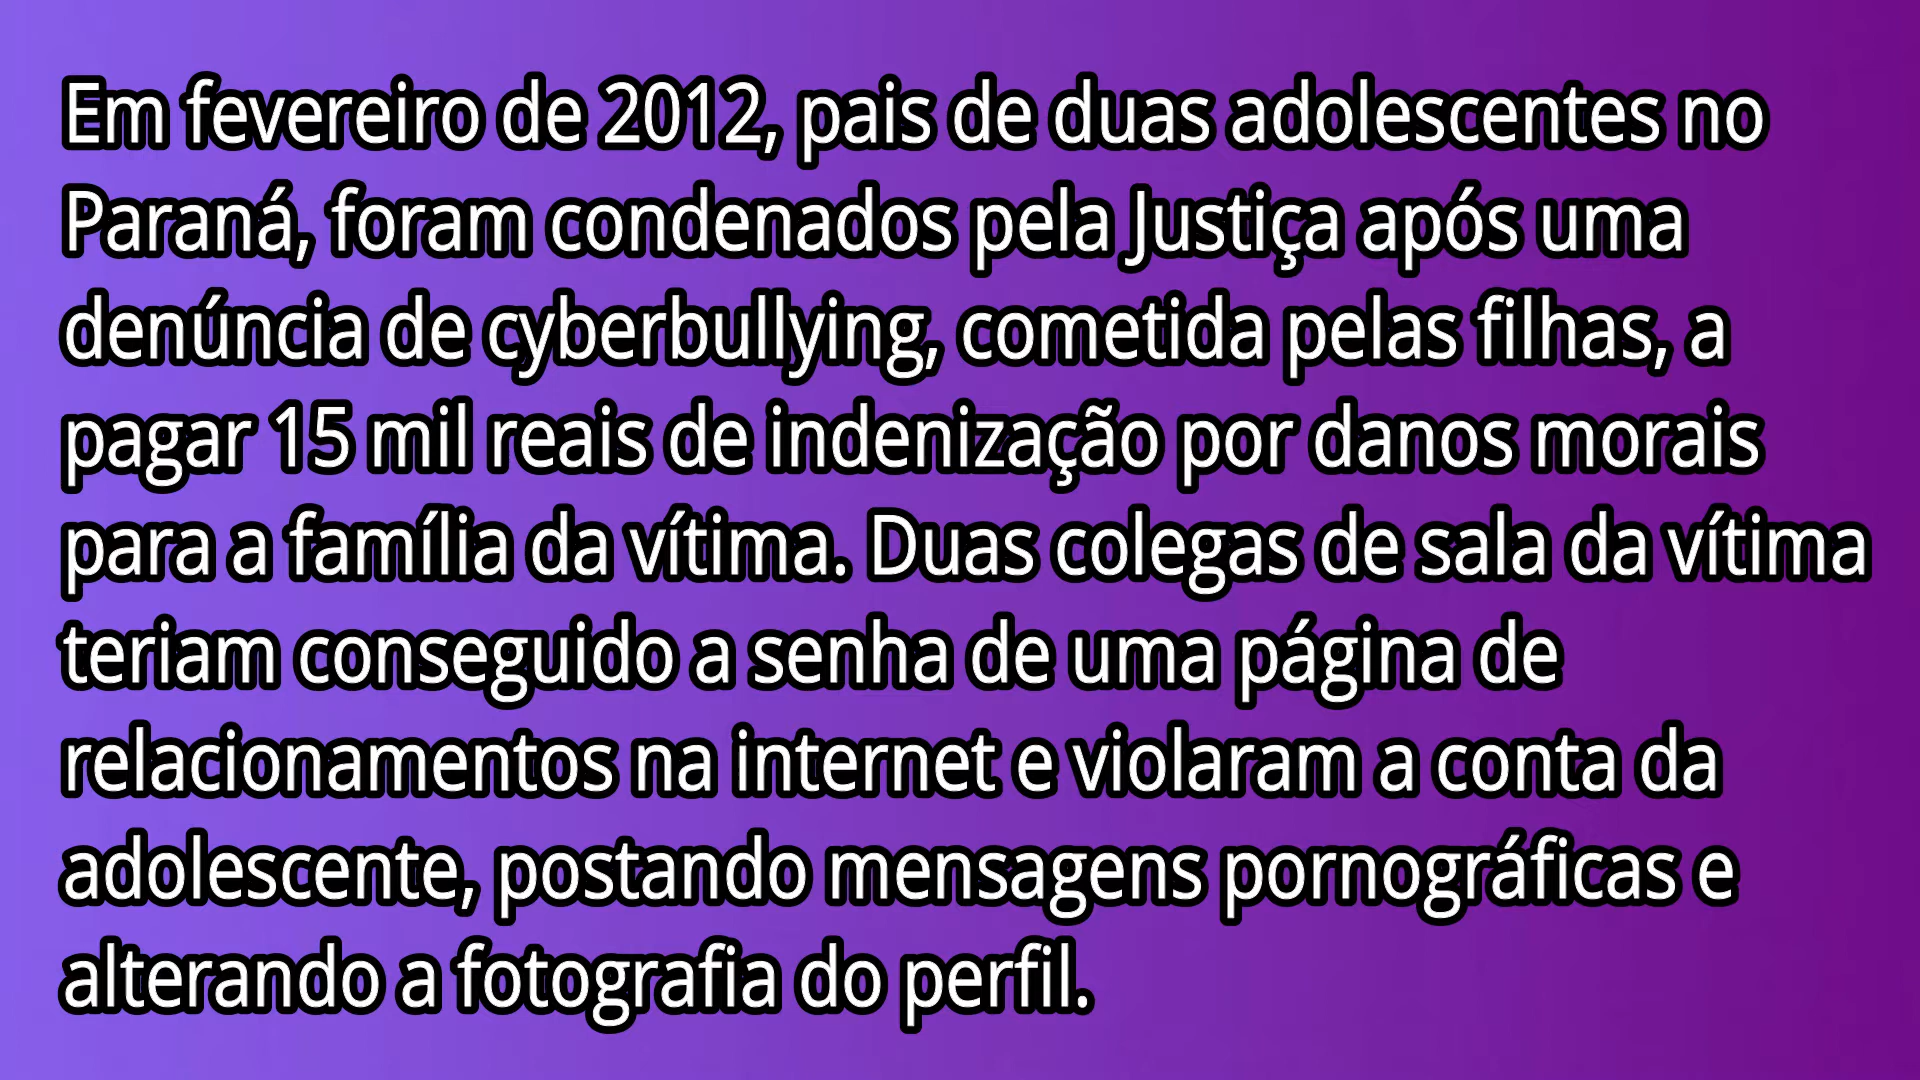 Em fevereiro de 2012, pais de duas adolescentes no
Paraná, foram condenados pela Justiça após uma
denúncia de cyberbullying, cometida pelas filhas, a
pagar 15 mil reais de indenização por danos morais
para a família da vítima. Duas colegas de sala da vítima
teriam conseguido a senha de uma página de
relacionamentos na internet e violaram a conta da
adolescente, postando mensagens pornográficas e
alterando a fotografia do perfil.